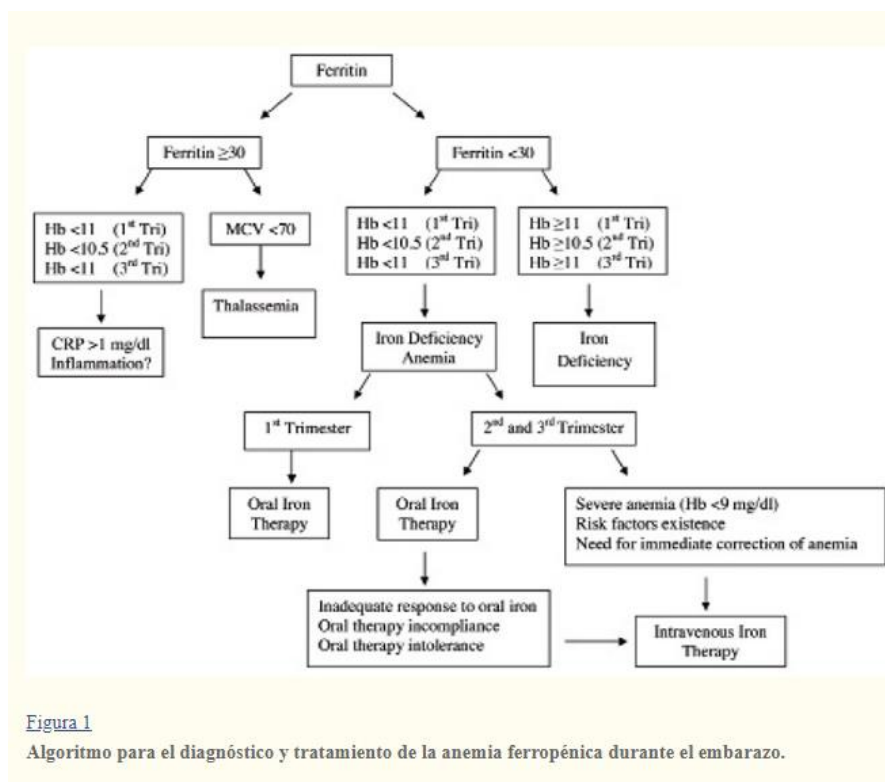 Ferritin
Ferritin ≥30
Ferritin <30
Hb <11 (1st Tri)
Hb <10.5 (2nd Tri)
Hb <11 (3rd Tri)
MCV <70
Hb <11 (1st Tri)
Hb <10.5 (2nd Tri)
Hb <11 (3rd Tri)
Hb ≥11 (1st Tri)
Hb ≥10.5 (2nd Tri)
Hb ≥11 (3rd Tri)
CRP >1 mg/dl
Inflammation?
Thalassemia
Iron Deficiency
Anemia
Iron
Deficiency
1st Trimester
2nd and 3rd Trimester
Oral Iron
Therapy
Oral Iron
Therapy
Severe anemia (Hb <9 mg/dl)
Risk factors existence
Need for immediate correction of anemia
Inadequate response to oral iron
Oral therapy incompliance
Oral therapy intolerance
Intravenous Iron
Therapy
Figura 1
Algoritmo para el diagnóstico y tratamiento de la anemia ferropénica durante el embarazo.